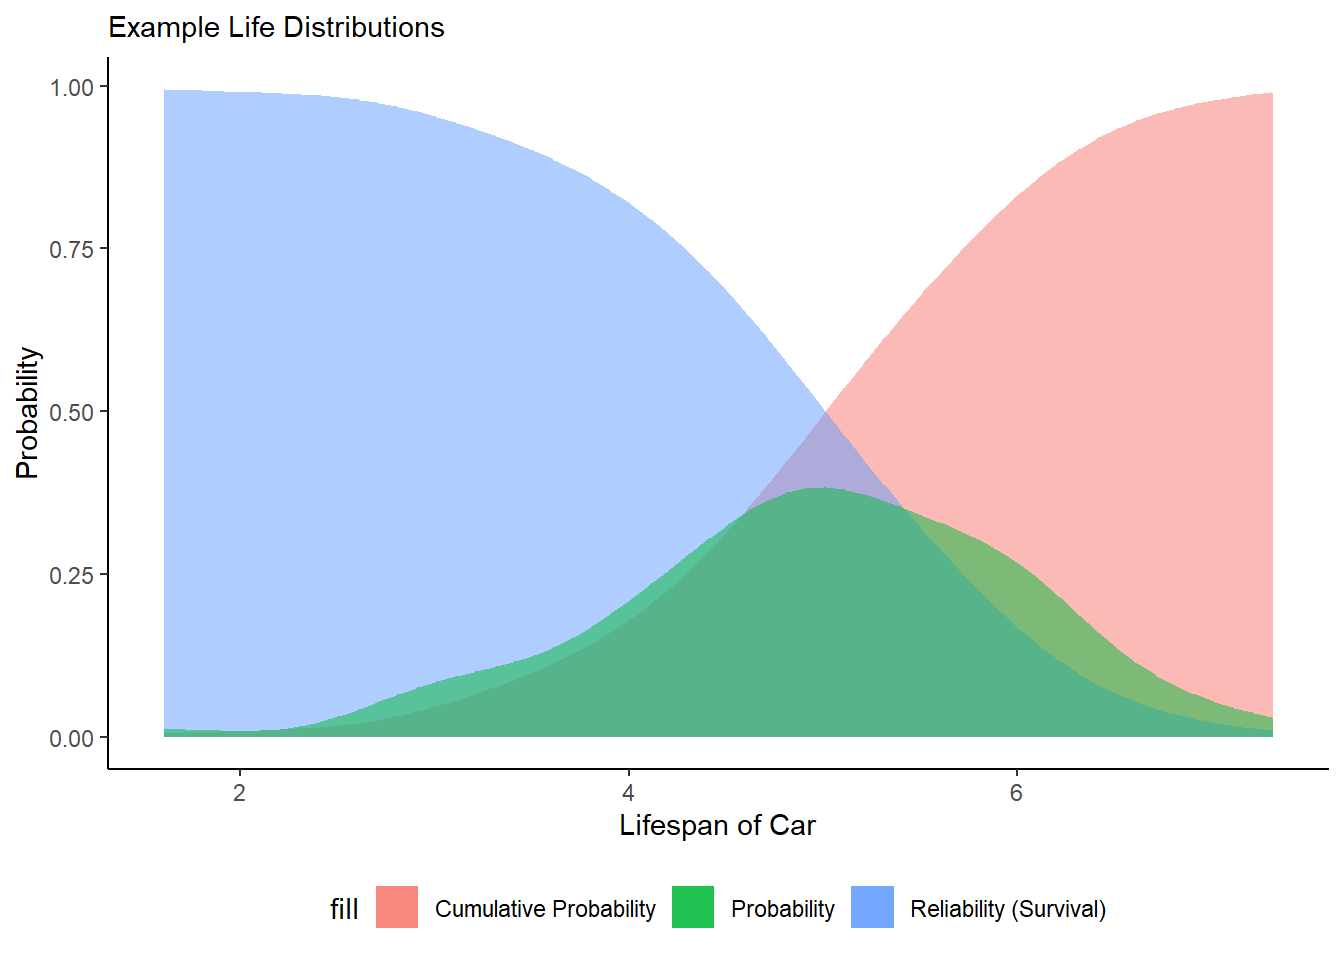 Example Life Distributions
1.00
0.75
0.50
0.25
0.00
Probability
2 4 6
Lifespan of Car
fill Cumulative Probability Probability Reliability (Survival)